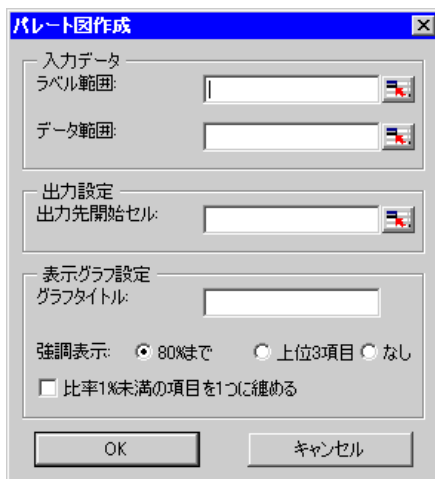 パレート図作成
入力データ
ラベル範囲:
データ範囲:
出力設定
出力先開始セル:
表示グラフ設定
グラフタイトル:
強調表示: 80%まで 上位3項目 なし
比率1%未満の項目を1つに纏める
OK キャンセル